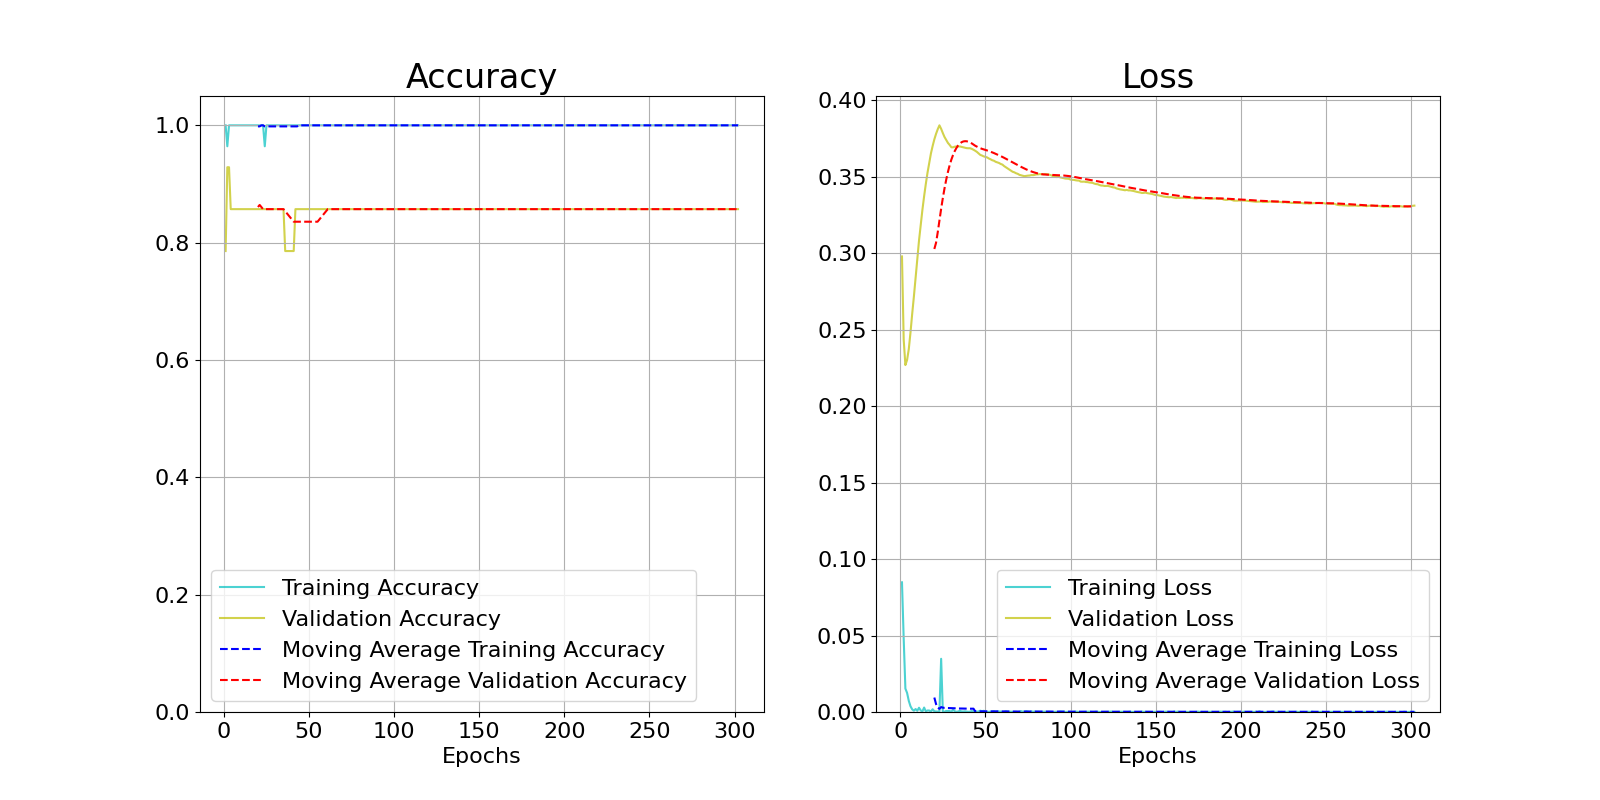 Accuracy
1.0
0.8
0.6
0.4
0.2
0.0
0 50 100 150 200 250 300
Epochs
Training Accuracy
Validation Accuracy
Moving Average Training Accuracy
Moving Average Validation Accuracy
Loss
0.40
0.35
0.30
0.25
0.20
0.15
0.10
0.05
0.00
0 50 100 150 200 250 300
Epochs
Training Loss
Validation Loss
Moving Average Training Loss
Moving Average Validation Loss